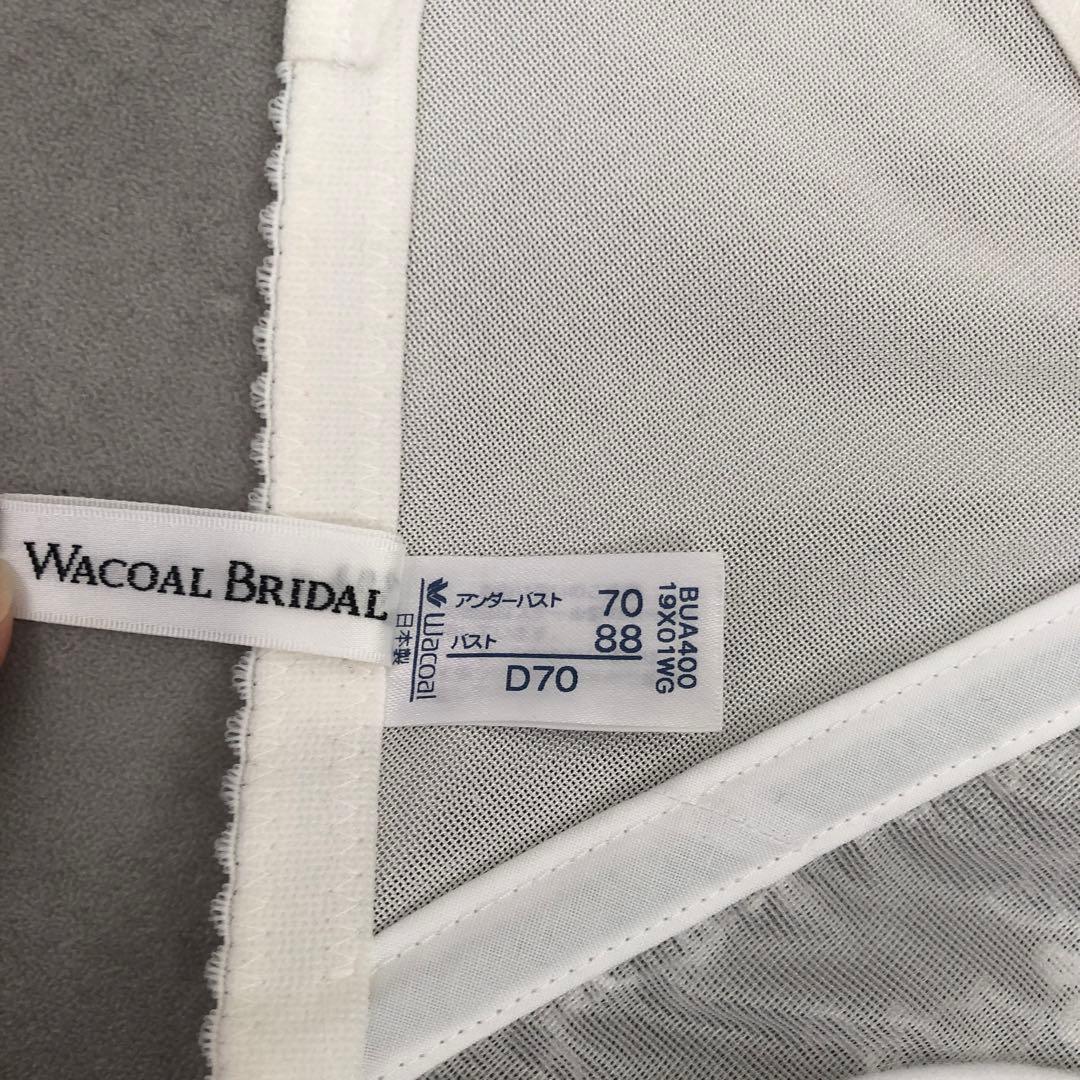 WACOAL BRIDAL
日本製
Wacoal
アンダーバスト 70
バスト 88
D70
BUA400
19X01WG